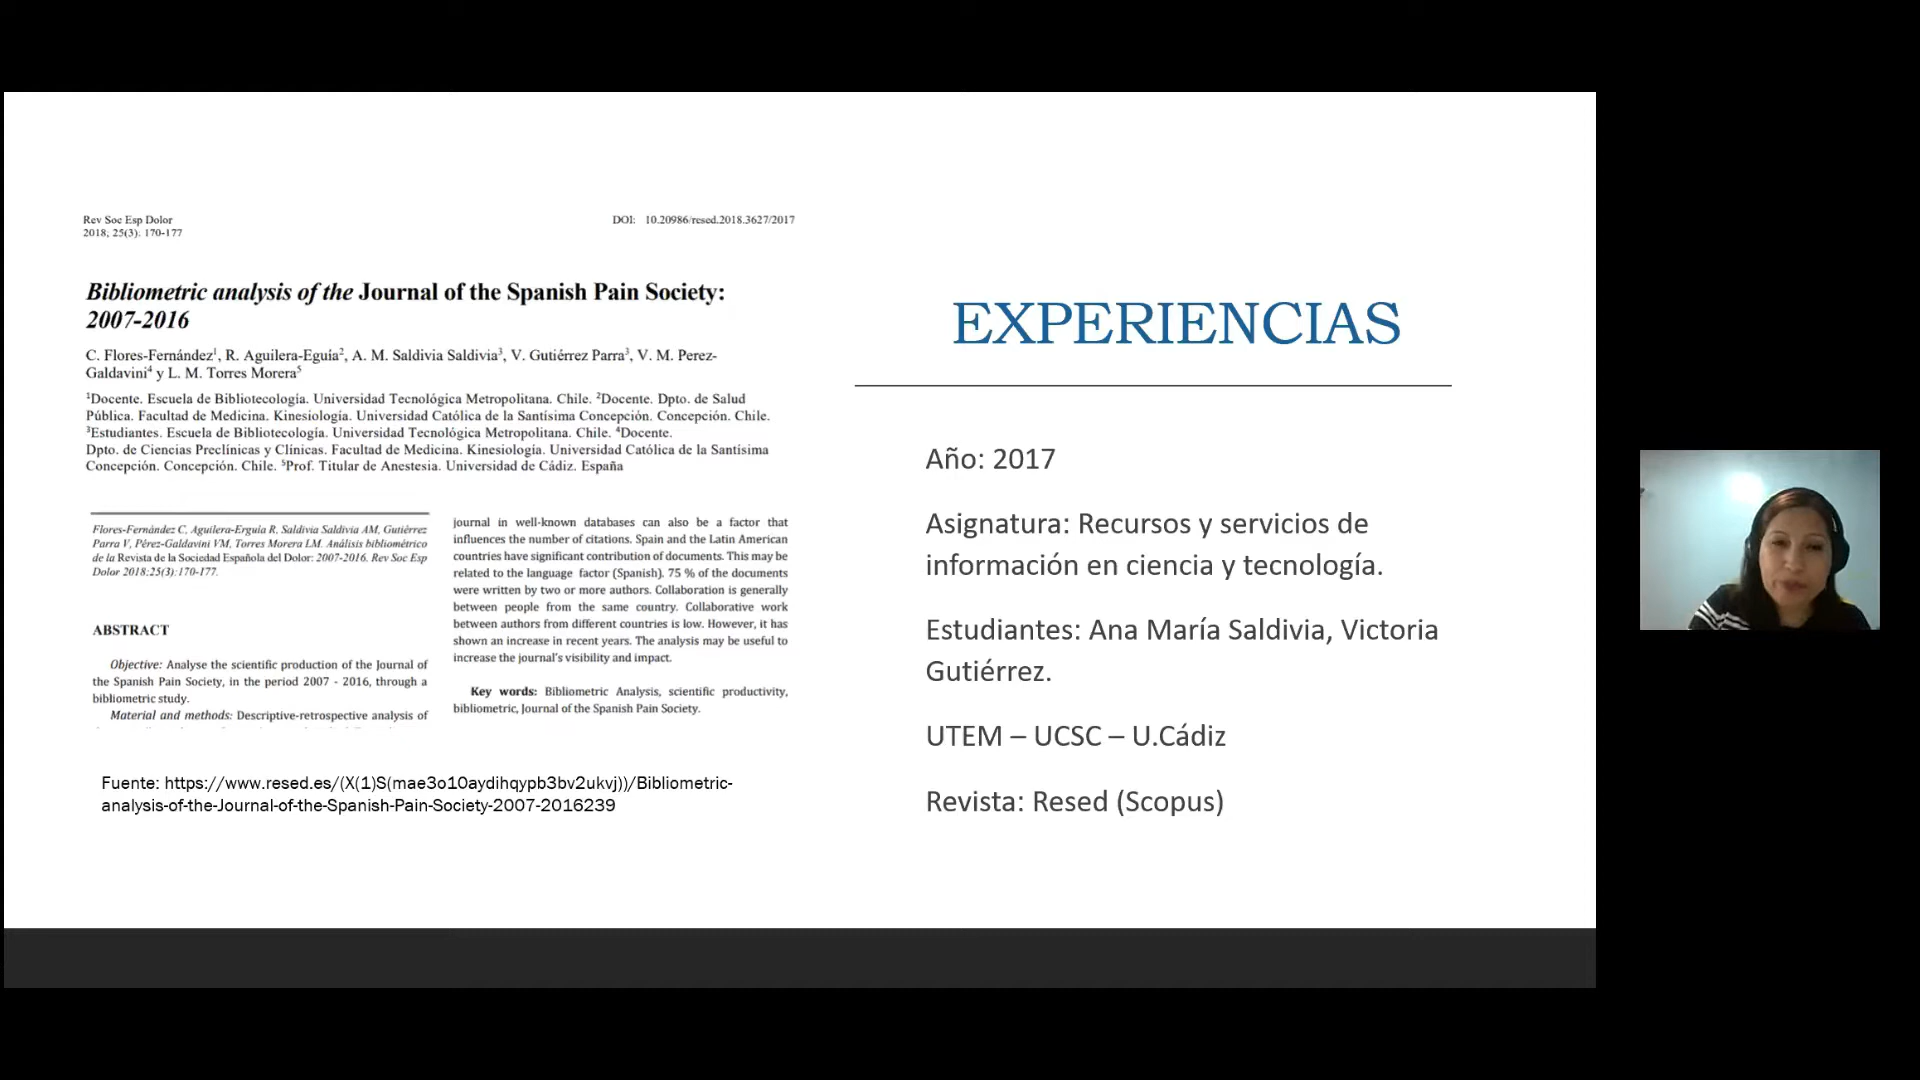 Rev Soc Esp Dolor
2018; 25(3): 170-177
DOI: 10.20986/resed.2018.3627/2017
Bibliometric analysis of the Journal of the Spanish Pain Society:
2007-2016
C. Flores-Fernández¹, R. Aguilera-Eguía², A. M. Saldivia Saldivia³, V. Gutiérrez Parra³, V. M. Perez-
Galdavini⁴ y L. M. Torres Morera⁵
¹Docente. Escuela de Bibliotecología. Universidad Tecnológica Metropolitana. Chile. ²Docente. Dpto. de Salud
Pública. Facultad de Medicina. Kinesiología. Universidad Católica de la Santísima Concepción. Concepción. Chile.
³Estudiantes. Escuela de Bibliotecología. Universidad Tecnológica Metropolitana. Chile. ⁴Docente.
Dpto. de Ciencias Preclínicas y Clínicas. Facultad de Medicina. Kinesiología. Universidad Católica de la Santísima
Concepción. Concepción. Chile. ⁵Prof. Titular de Anestesia. Universidad de Cádiz. España
Flores-Fernández C, Aguilera-Erguía R, Saldivia Saldivia AM, Gutiérrez
Parra V, Pérez-Galdavini VM, Torres Morera LM. Análisis bibliométrico
de la Revista de la Sociedad Española del Dolor: 2007-2016. Rev Soc Esp
Dolor 2018;25(3):170-177.
ABSTRACT
Objective: Analyse the scientific production of the Journal of
the Spanish Pain Society, in the period 2007 - 2016, through a
bibliometric study.
Material and methods: Descriptive-retrospective analysis of
journal in well-known databases can also be a factor that
influences the number of citations. Spain and the Latin American
countries have significant contribution of documents. This may be
related to the language factor (Spanish). 75 % of the documents
were written by two or more authors. Collaboration is generally
between people from the same country. Collaborative work
between authors from different countries is low. However, it has
shown an increase in recent years. The analysis may be useful to
increase the journal's visibility and impact.
Key words: Bibliometric Analysis, scientific productivity,
bibliometric, Journal of the Spanish Pain Society.
Fuente: https://www.resed.es/(X(1)S(mae3o10aydihqypb3bv2ukvj))/Bibliometric-
analysis-of-the-Journal-of-the-Spanish-Pain-Society-2007-2016239
EXPERIENCIAS
Año: 2017
Asignatura: Recursos y servicios de
información en ciencia y tecnología.
Estudiantes: Ana María Saldivia, Victoria
Gutiérrez.
UTEM – UCSC – U.Cádiz
Revista: Resed (Scopus)